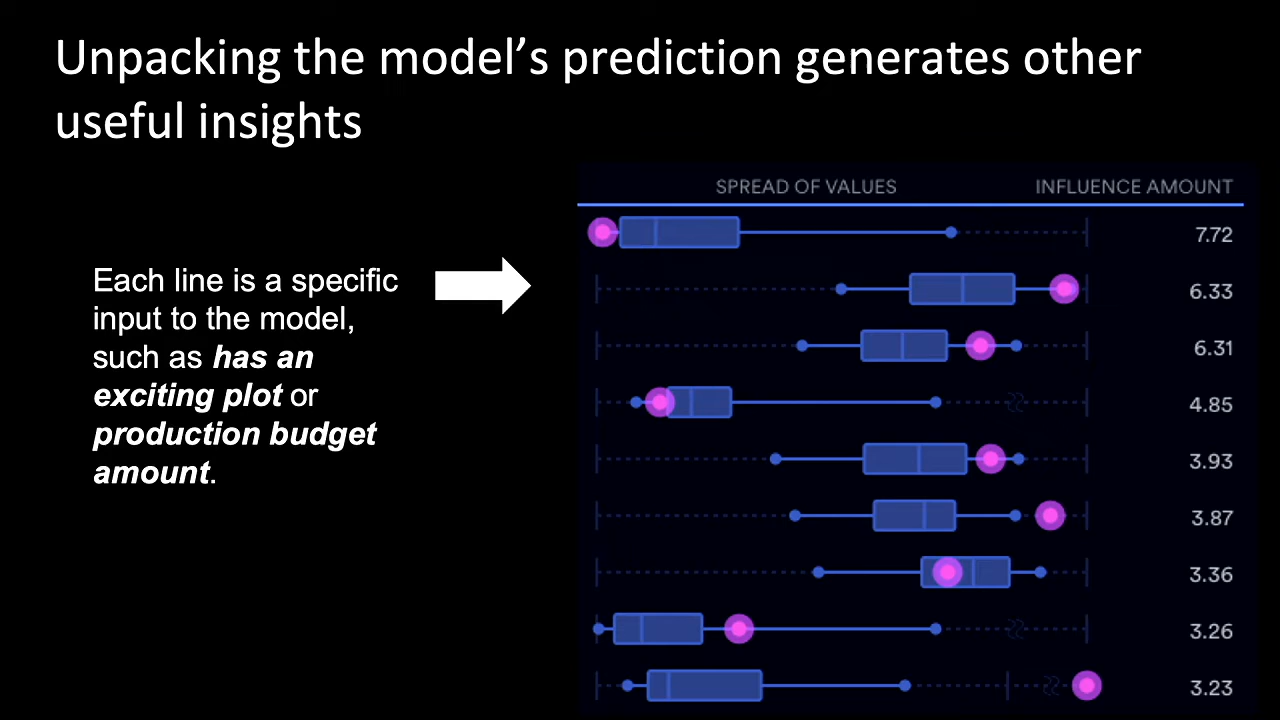 Unpacking the model’s prediction generates other
useful insights
SPREAD OF VALUES
INFLUENCE AMOUNT
Each line is a specific
input to the model,
such as has an
exciting plot or
production budget
amount.
7.72
6.33
6.31
4.85
3.93
3.87
3.36
3.26
3.23